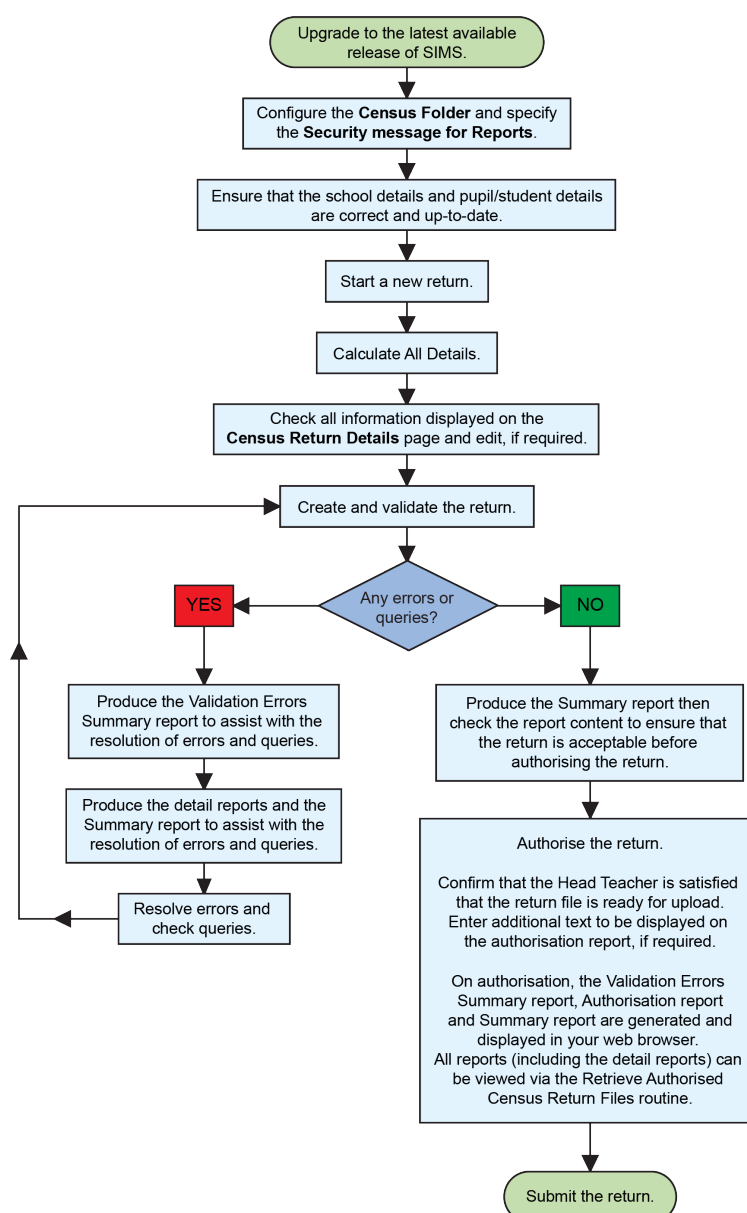 Upgrade to the latest available
release of SIMS.
Configure the Census Folder and specify
the Security message for Reports.
Ensure that the school details and pupil/student details
are correct and up-to-date.
Start a new return.
Calculate All Details.
Check all information displayed on the
Census Return Details page and edit, if required.
Create and validate the return.
Any errors or
queries?
YES
NO
Produce the Validation Errors
Summary report to assist with the
resolution of errors and queries.
Produce the detail reports and the
Summary report to assist with the
resolution of errors and queries.
Resolve errors and
check queries.
Produce the Summary report then
check the report content to ensure that
the return is acceptable before
authorising the return.
Authorise the return.
Confirm that the Head Teacher is satisfied
that the return file is ready for upload.
Enter additional text to be displayed on
the authorisation report, if required.
On authorisation, the Validation Errors
Summary report, Authorisation report
and Summary report are generated and
displayed in your web browser.
All reports (including the detail reports) can
be viewed via the Retrieve Authorised
Census Return Files routine.
Submit the return.